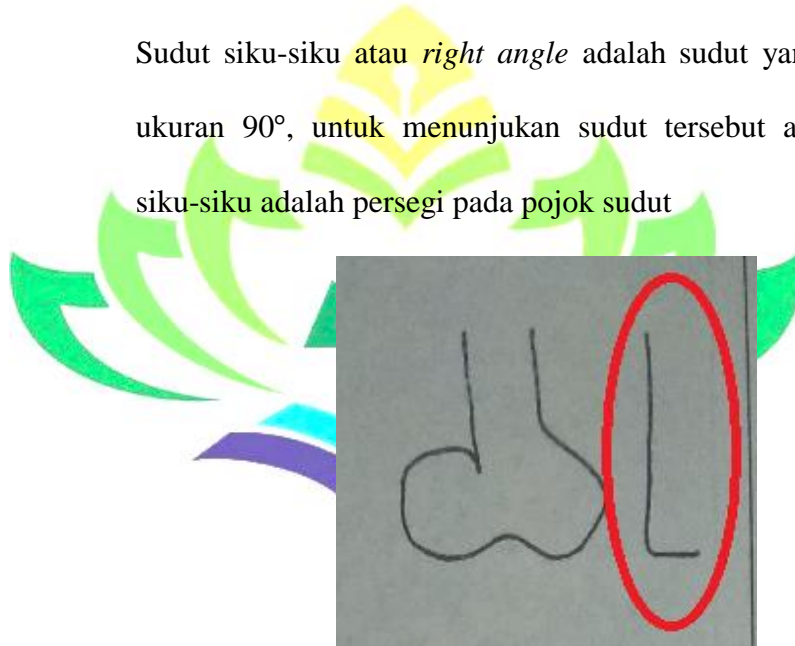 Sudut siku-siku atau right angle adalah sudut yan
ukuran 90°, untuk menunjukan sudut tersebut a
siku-siku adalah persegi pada pojok sudut